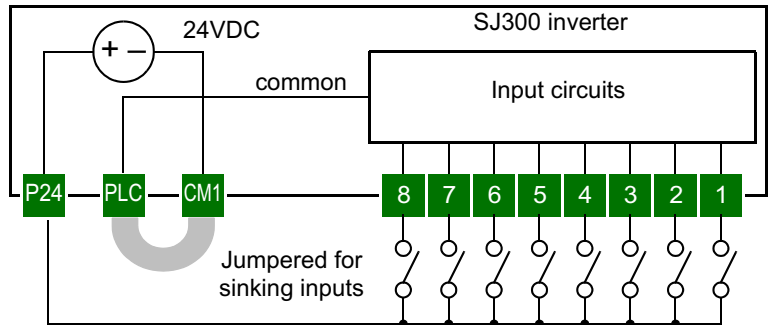 24VDC
SJ300 inverter
+ –
common
Input circuits
P24 PLC CM1 8 7 6 5 4 3 2 1
Jumpered for
sinking inputs